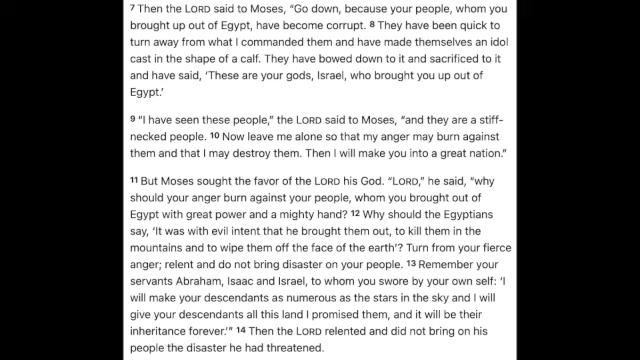 7 Then the LORD said to Moses, “Go down, because your people, whom you
brought up out of Egypt, have become corrupt. 8 They have been quick to
turn away from what I commanded them and have made themselves an idol
cast in the shape of a calf. They have bowed down to it and sacrificed to it
and have said, ‘These are your gods, Israel, who brought you up out of
Egypt.’
9 “I have seen these people,” the LORD said to Moses, “and they are a stiff-
necked people. 10 Now leave me alone so that my anger may burn against
them and that I may destroy them. Then I will make you into a great nation.”
11 But Moses sought the favor of the LORD his God. “LORD,” he said, “why
should your anger burn against your people, whom you brought out of
Egypt with great power and a mighty hand? 12 Why should the Egyptians
say, ‘It was with evil intent that he brought them out, to kill them in the
mountains and to wipe them off the face of the earth’? Turn from your fierce
anger; relent and do not bring disaster on your people. 13 Remember your
servants Abraham, Isaac and Israel, to whom you swore by your own self: ‘I
will make your descendants as numerous as the stars in the sky and I will
give your descendants all this land I promised them, and it will be their
inheritance forever.’” 14 Then the LORD relented and did not bring on his
people the disaster he had threatened.